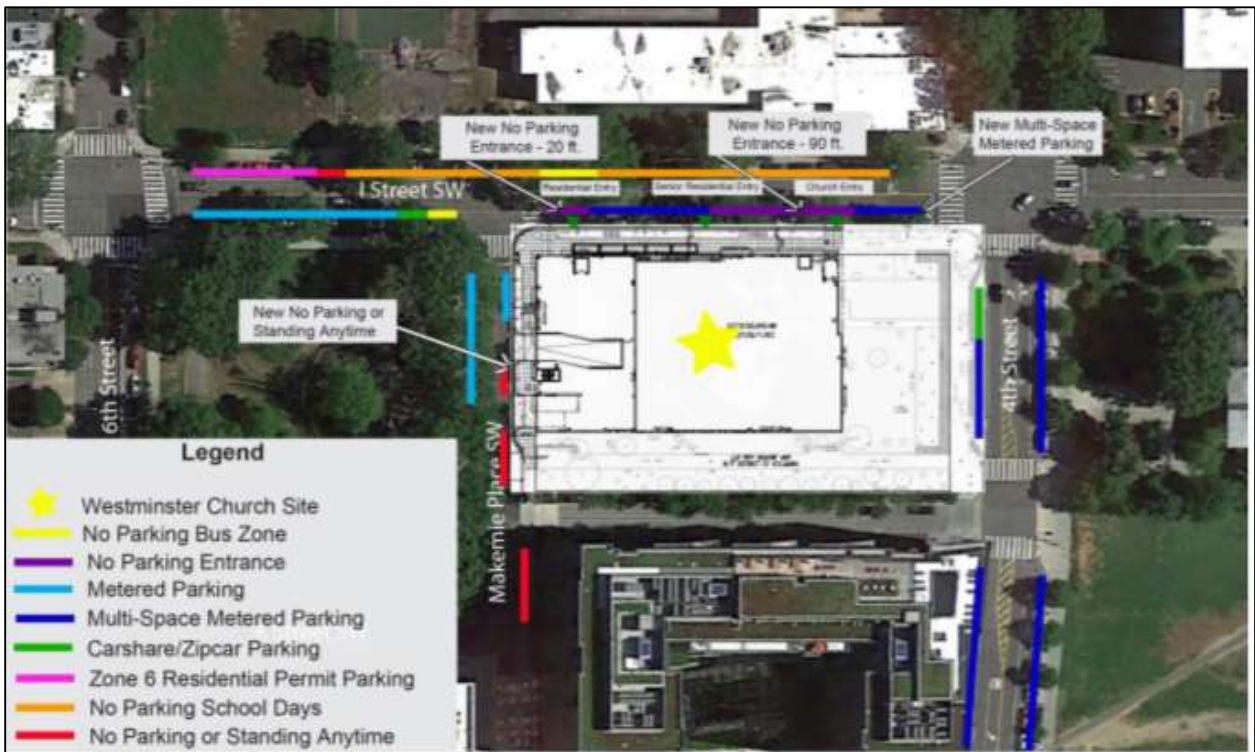 New No Parking
Entrance - 20 ft.
New No Parking
Entrance - 90 ft.
New Multi-Space
Metered Parking
I Street SW
Residential Entry
Senior Residential Entry
Church Entry
New No Parking or
Standing Anytime
6th Street
Makemie Place SW
4th Street
Legend
Westminster Church Site
No Parking Bus Zone
No Parking Entrance
Metered Parking
Multi-Space Metered Parking
Carshare/Zipcar Parking
Zone 6 Residential Permit Parking
No Parking School Days
No Parking or Standing Anytime